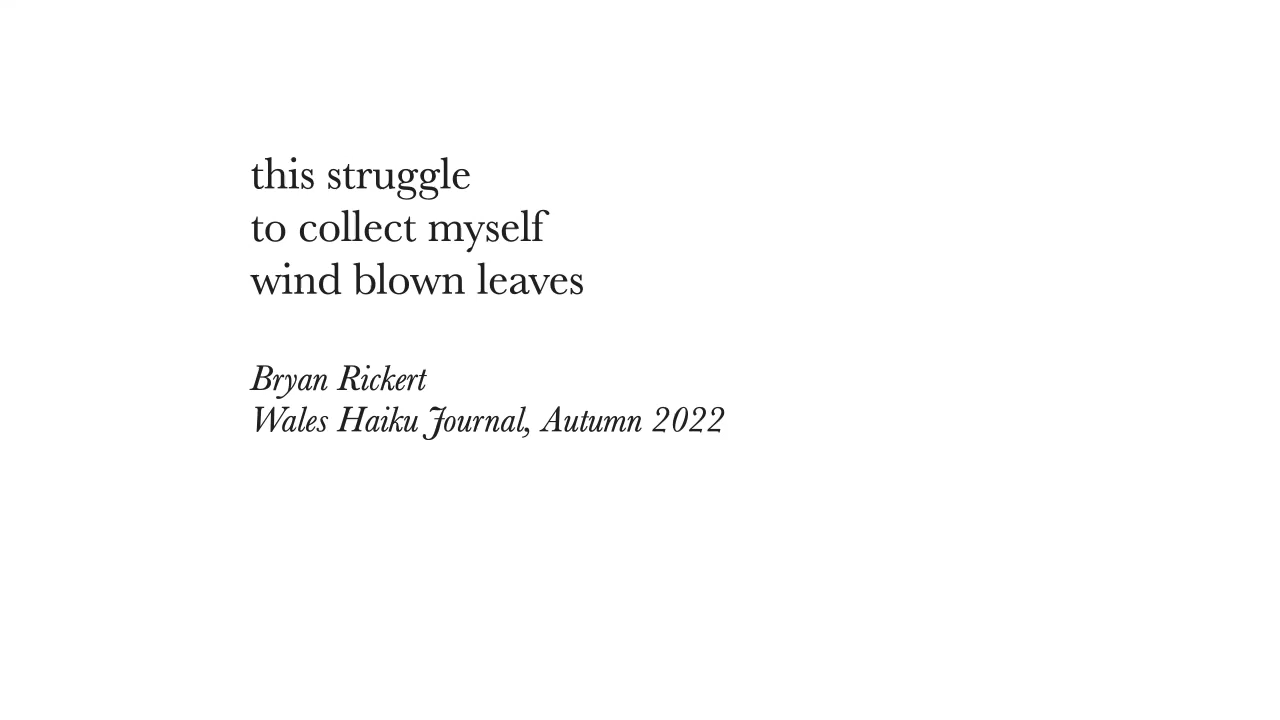 this struggle
to collect myself
wind blown leaves
Bryan Rickert
Wales Haiku Journal, Autumn 2022